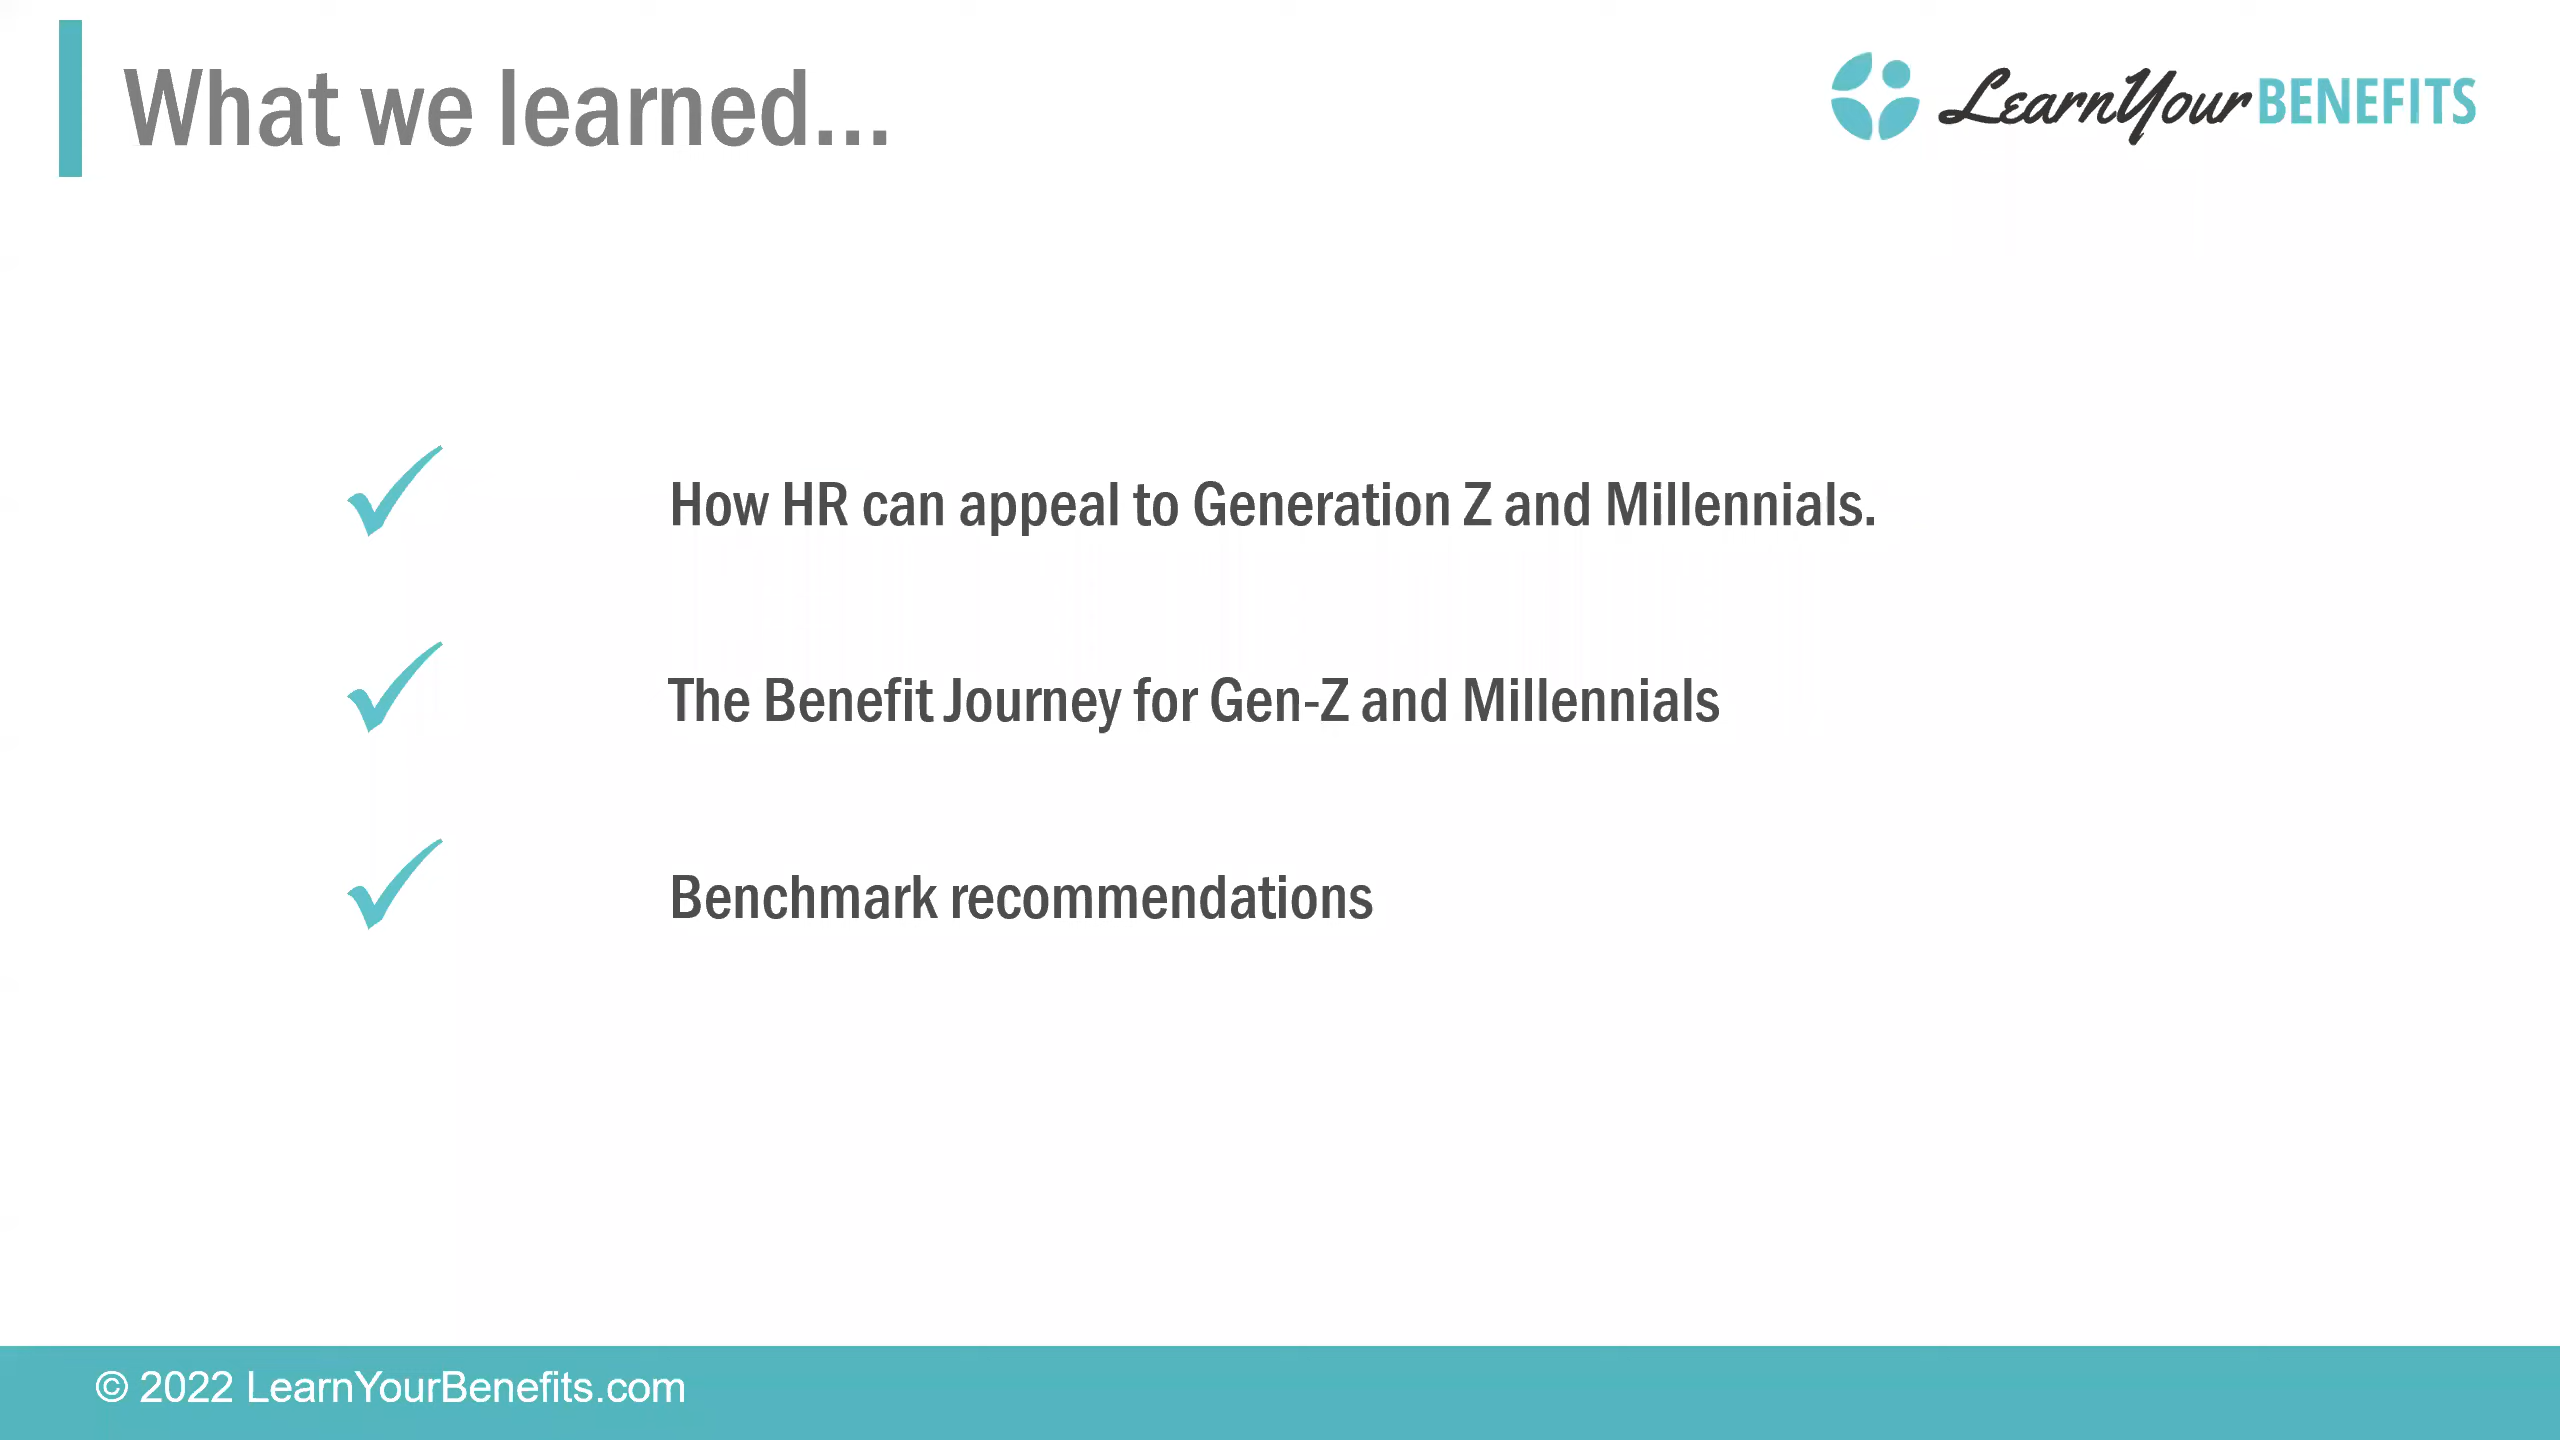 What we learned...
LearnYourBENEFITS
How HR can appeal to Generation Z and Millennials.
The Benefit Journey for Gen-Z and Millennials
Benchmark recommendations
© 2022 LearnYourBenefits.com